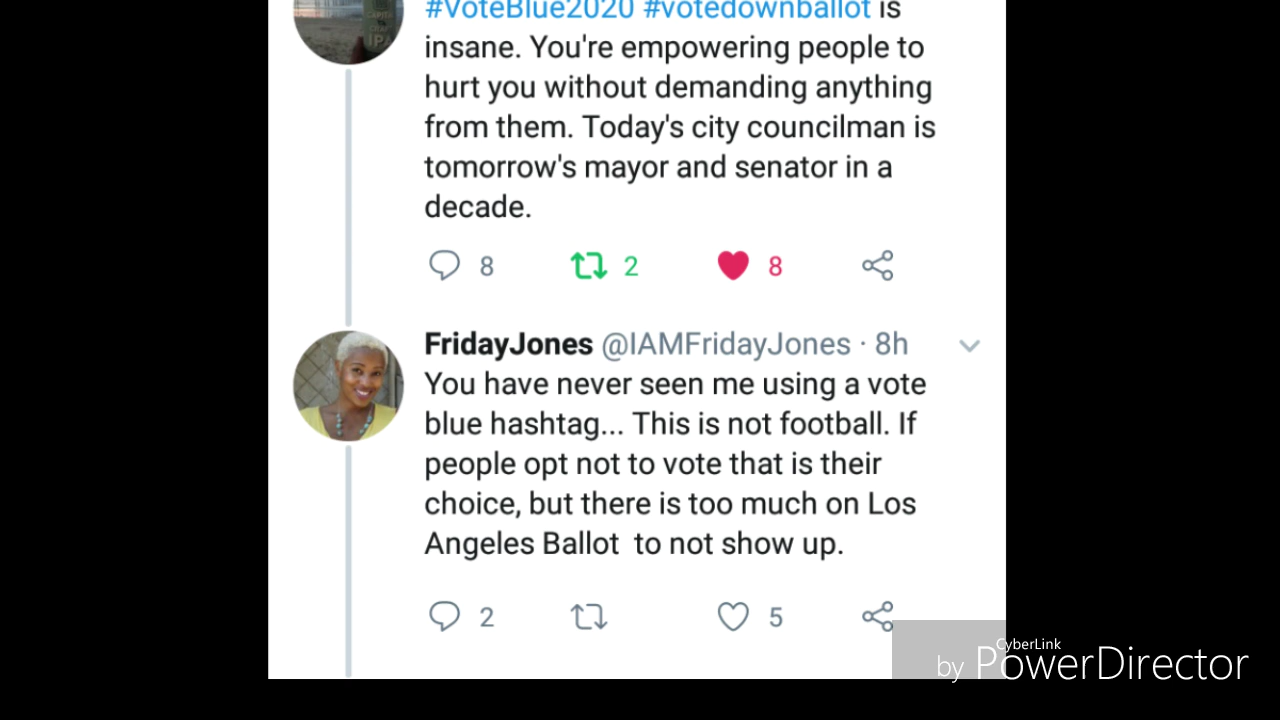 #VoteBlue2020 #votedownballot is
insane. You're empowering people to
hurt you without demanding anything
from them. Today's city councilman is
tomorrow's mayor and senator in a
decade.
8 2 8
FridayJones @IAMFridayJones · 8h
You have never seen me using a vote
blue hashtag... This is not football. If
people opt not to vote that is their
choice, but there is too much on Los
Angeles Ballot to not show up.
2 5
CyberLink
by PowerDirector